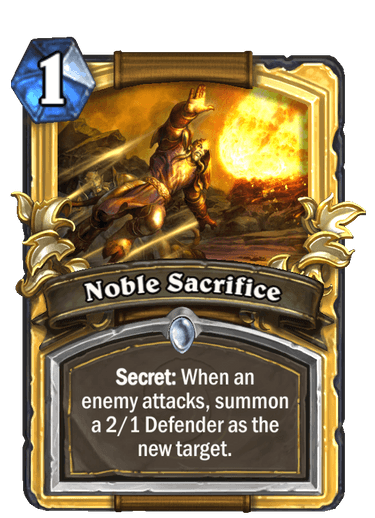 1
Noble Sacrifice
Secret: When an
enemy attacks, summon
a 2/1 Defender as the
new target.